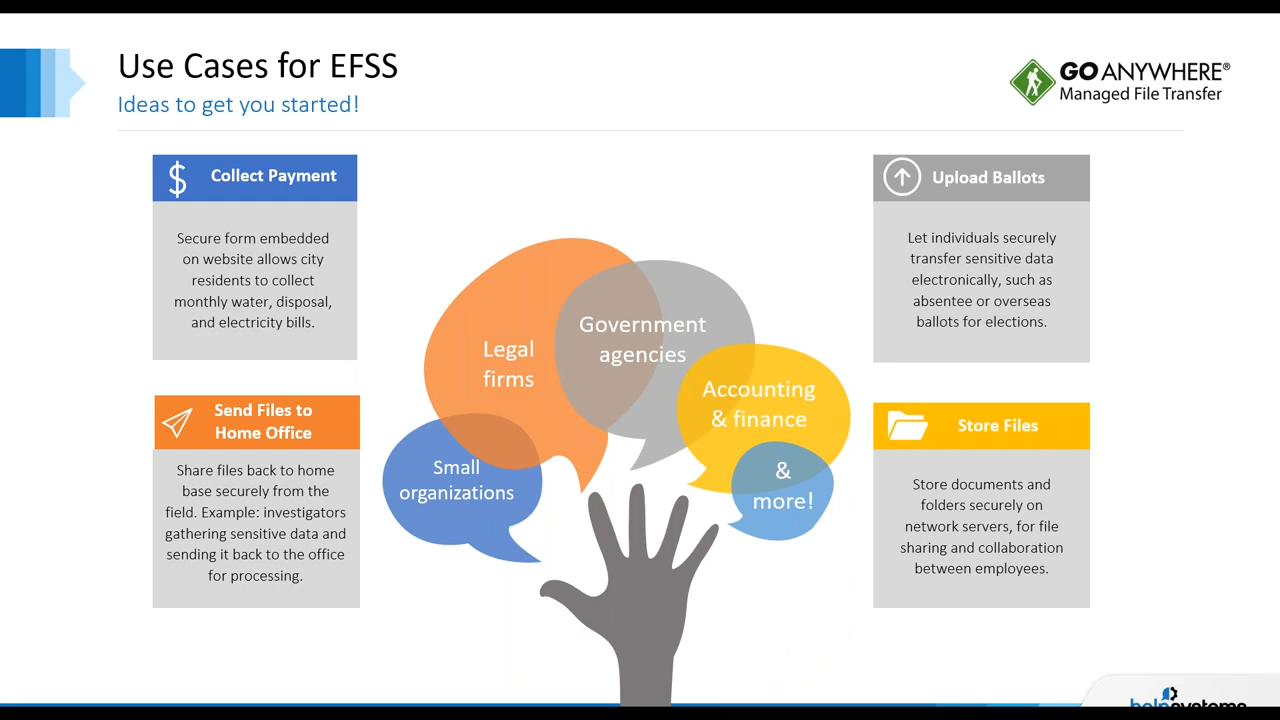 Use Cases for EFSS
Ideas to get you started!
GO ANYWHERE®
Managed File Transfer
$ Collect Payment
Secure form embedded
on website allows city
residents to collect
monthly water, disposal,
and electricity bills.
Send Files to
Home Office
Share files back to home
base securely from the
field. Example: investigators
gathering sensitive data and
sending it back to the office
for processing.
Legal
firms
Government
agencies
Accounting
& finance
Small
organizations
&
more!
Upload Ballots
Let individuals securely
transfer sensitive data
electronically, such as
absentee or overseas
ballots for elections.
Store Files
Store documents and
folders securely on
network servers, for file
sharing and collaboration
between employees.
helpsystems